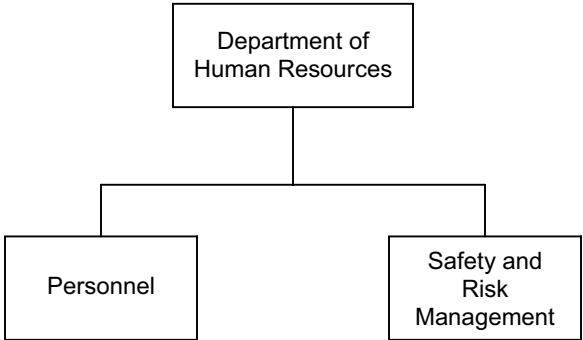 Department of
Human Resources
Personnel
Safety and
Risk
Management